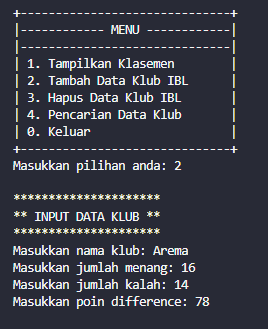 +------------------------------+
|------------ MENU ------------|
|------------------------------|
| 1. Tampilkan Klasemen        |
| 2. Tambah Data Klub IBL      |
| 3. Hapus Data Klub IBL       |
| 4. Pencarian Data Klub       |
| 0. Keluar                    |
+------------------------------+
Masukkan pilihan anda: 2
*********************
** INPUT DATA KLUB **
*********************
Masukkan nama klub: Arema
Masukkan jumlah menang: 16
Masukkan jumlah kalah: 14
Masukkan poin difference: 78